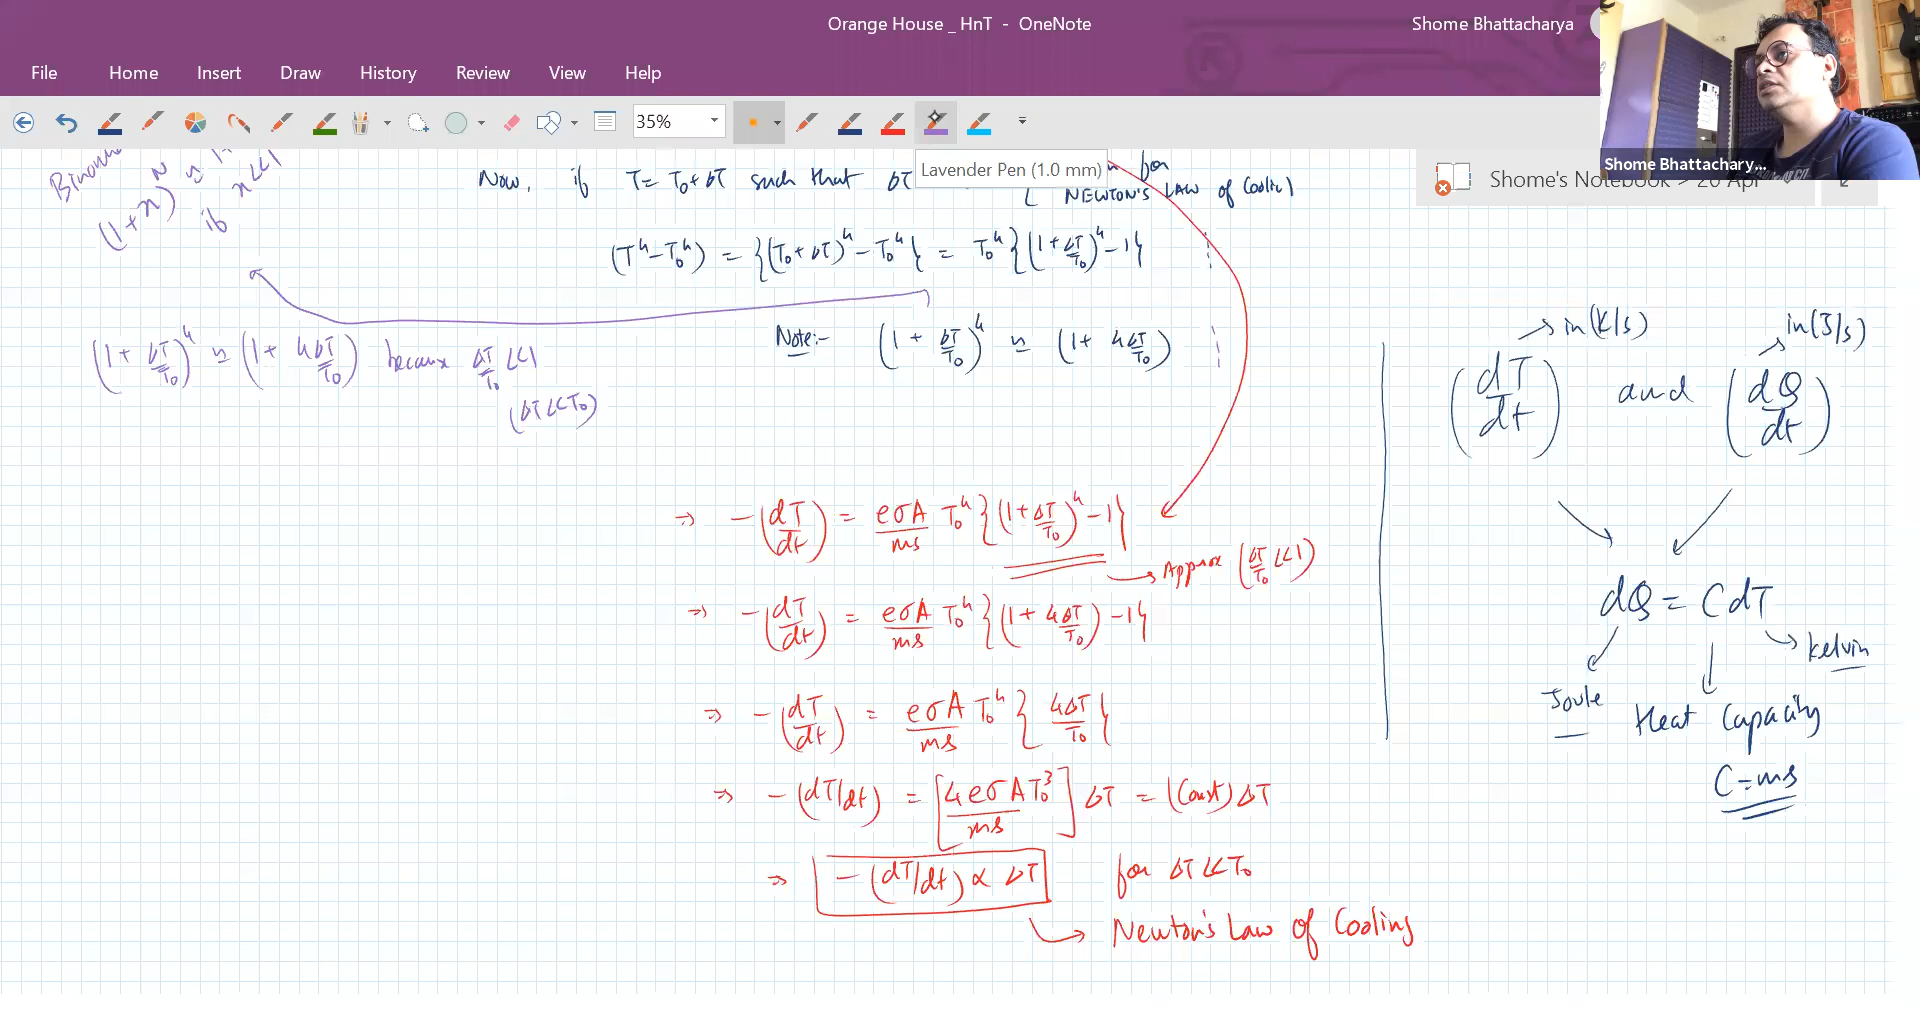 Orange House _ HnT - OneNote
Shome Bhattacharya
File Home Insert Draw History Review View Help
35%
Lavender Pen (1.0 mm)
Shome Bhattachary...
Shome's Notebook > 26 Apr
(1+x)^N ≈ 1
if x<<1
Now, if T = T₀+ΔT such that ΔT
for
NEWTON'S LAW of Cooling
(T⁴-T₀⁴) = {(T₀+ΔT)⁴-T₀⁴} = T₀⁴{(1+ΔT/T₀)⁴-1}
(1+ΔT/T₀)⁴ ≈ (1+4ΔT/T₀) because ΔT/T₀ <<1
(ΔT<<T₀)
Note:- (1+ΔT/T₀)⁴ ≈ (1+4ΔT/T₀)
⇒ -(dT/dt) = eσA/ms T₀⁴{(1+ΔT/T₀)⁴-1}
→ Approx (ΔT/T₀ <<1)
⇒ -(dT/dt) = eσA/ms T₀⁴{(1+4ΔT/T₀)-1}
⇒ -(dT/dt) = eσA/ms T₀⁴{4ΔT/T₀}
⇒ -(dT/dt) = [4eσAT₀³/ms] ΔT = (Const) ΔT
⇒ -(dT/dt) ∝ ΔT for ΔT<<T₀
→ Newton's Law of Cooling
→ in (K/s)
→ in (J/s)
(dT/dt) and (dQ/dt)
dQ = C dT
→ Kelvin
Joule
Heat Capacity
C = ms